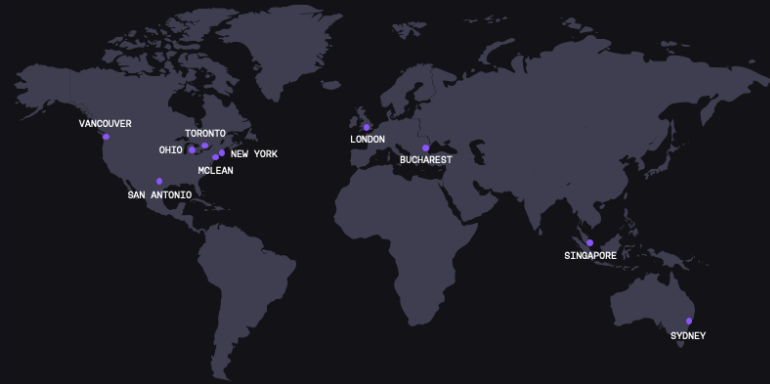 VANCOUVER
TORONTO
LONDON
OHIO
NEW YORK
BUCHAREST
MCLEAN
SAN ANTONIO
SINGAPORE
SYDNEY